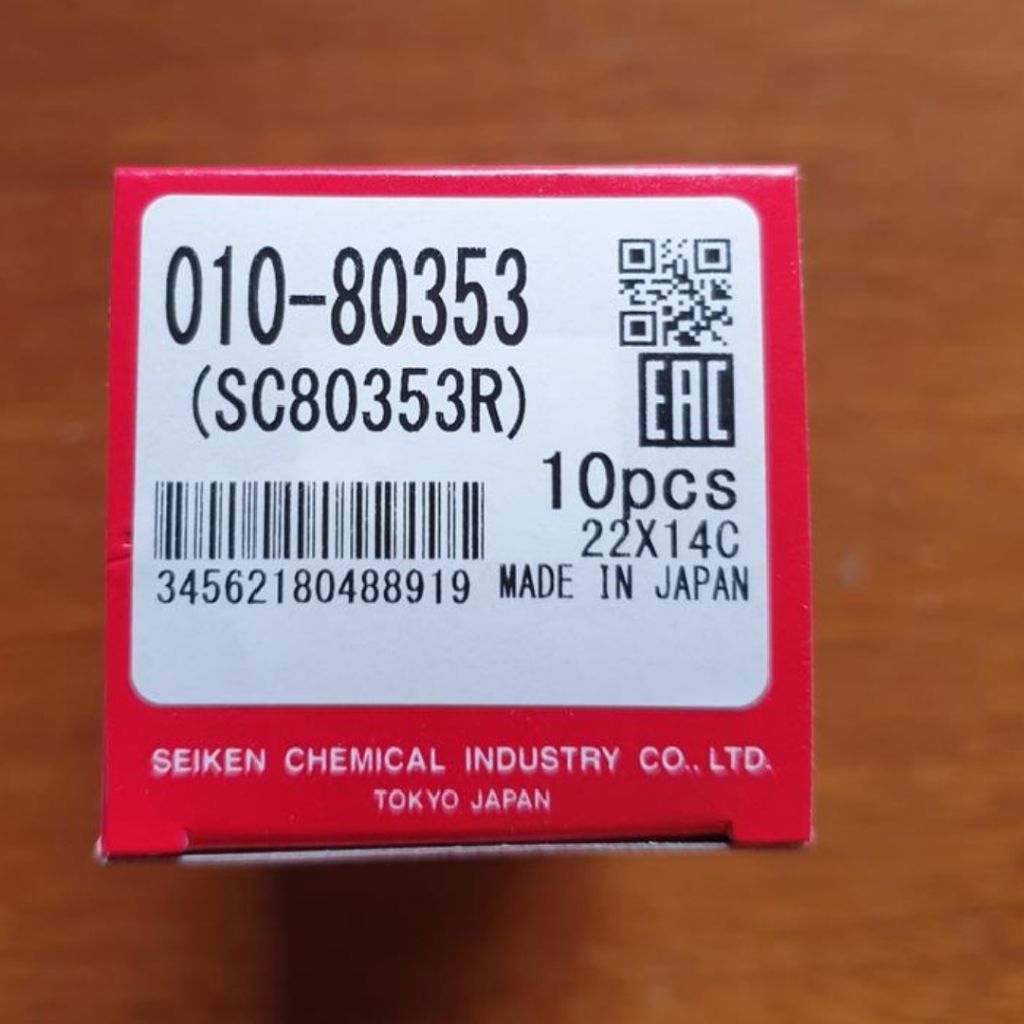 010-80353
(SC80353R)
EAC
10pcs
22X14C
34562180488919
MADE IN JAPAN
SEIKEN CHEMICAL INDUSTRY CO., LTD.
TOKYO JAPAN